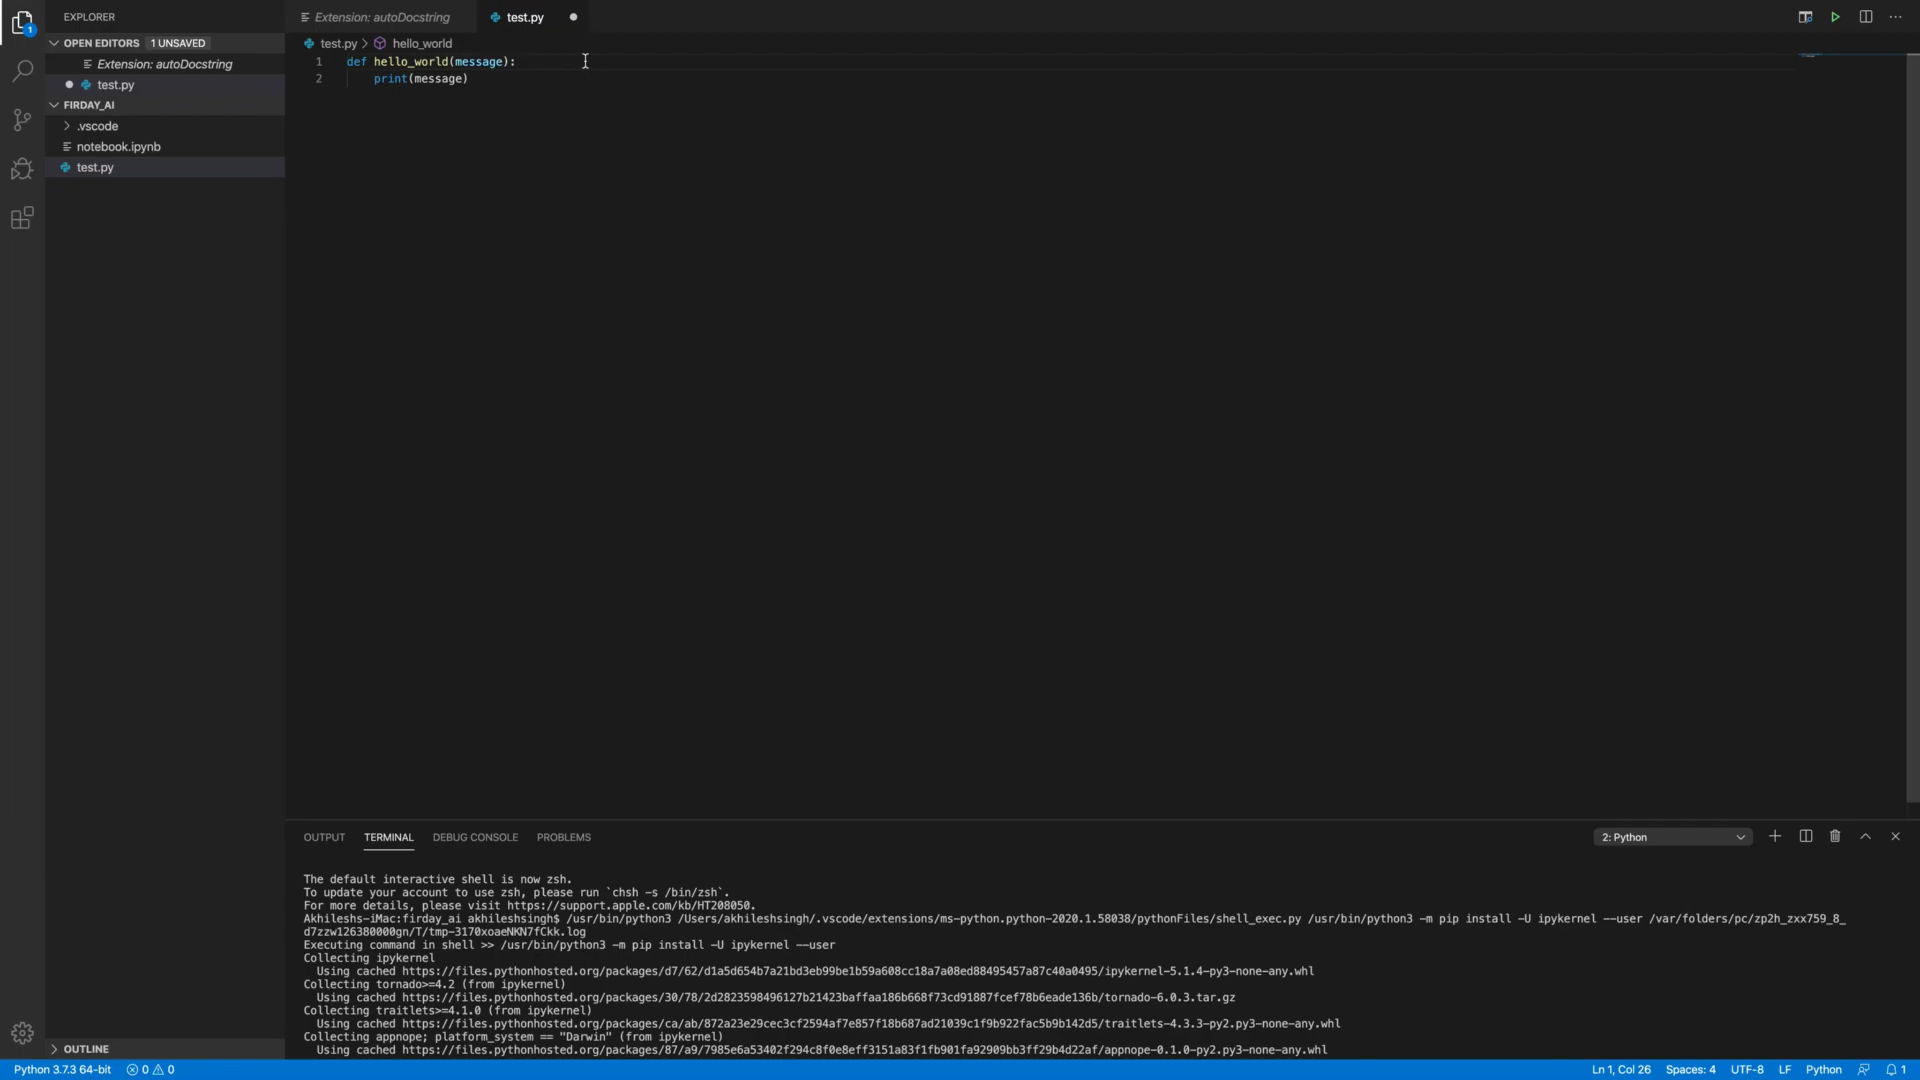 EXPLORER
OPEN EDITORS 1 UNSAVED
Extension: autoDocstring
test.py
FIRDAY_AI
.vscode
notebook.ipynb
test.py
OUTLINE
Extension: autoDocstring
test.py
test.py > hello_world
1 def hello_world(message):
2 print(message)
OUTPUT TERMINAL DEBUG CONSOLE PROBLEMS
2: Python
The default interactive shell is now zsh.
To update your account to use zsh, please run `chsh -s /bin/zsh`.
For more details, please visit https://support.apple.com/kb/HT208050.
Akhileshs-iMac:firday_ai akhileshsingh$ /usr/bin/python3 /Users/akhileshsingh/.vscode/extensions/ms-python.python-2020.1.58038/pythonFiles/shell_exec.py /usr/bin/python3 -m pip install -U ipykernel --user /var/folders/pc/zp2h_zxx759_8_
d7zzw126380000gn/T/tmp-3170xoaeNKN7fCkk.log
Executing command in shell >> /usr/bin/python3 -m pip install -U ipykernel --user
Collecting ipykernel
Using cached https://files.pythonhosted.org/packages/d7/62/d1a5d654b7a21bd3eb99be1b59a608cc18a7a08ed88495457a87c40a0495/ipykernel-5.1.4-py3-none-any.whl
Collecting tornado>=4.2 (from ipykernel)
Using cached https://files.pythonhosted.org/packages/30/78/2d2823598496127b21423baffaa186b668f73cd91887fcef78b6eade136b/tornado-6.0.3.tar.gz
Collecting traitlets>=4.1.0 (from ipykernel)
Using cached https://files.pythonhosted.org/packages/ca/ab/872a23e29cec3cf2594af7e857f18b687ad21039c1f9b922fac5b9b142d5/traitlets-4.3.3-py2.py3-none-any.whl
Collecting appnope; platform_system == "Darwin" (from ipykernel)
Using cached https://files.pythonhosted.org/packages/87/a9/7985e6a53402f294c8f0e8eff3151a83f1fb901fa92909bb3ff29b4d22af/appnope-0.1.0-py2.py3-none-any.whl
Python 3.7.3 64-bit 0 0 Ln 1, Col 26 Spaces: 4 UTF-8 LF Python 1